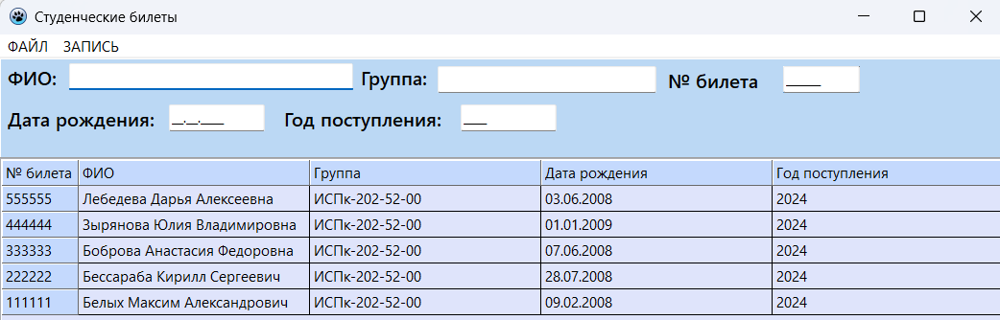 Студенческие билеты
ФАЙЛ ЗАПИСЬ
ФИО: Группа: № билета
Дата рождения: __.__.____ Год поступления: ____
№ билета ФИО Группа Дата рождения Год поступления
555555 Лебедева Дарья Алексеевна ИСПк-202-52-00 03.06.2008 2024
444444 Зырянова Юлия Владимировна ИСПк-202-52-00 01.01.2009 2024
333333 Боброва Анастасия Федоровна ИСПк-202-52-00 07.06.2008 2024
222222 Бессараба Кирилл Сергеевич ИСПк-202-52-00 28.07.2008 2024
111111 Белых Максим Александрович ИСПк-202-52-00 09.02.2008 2024